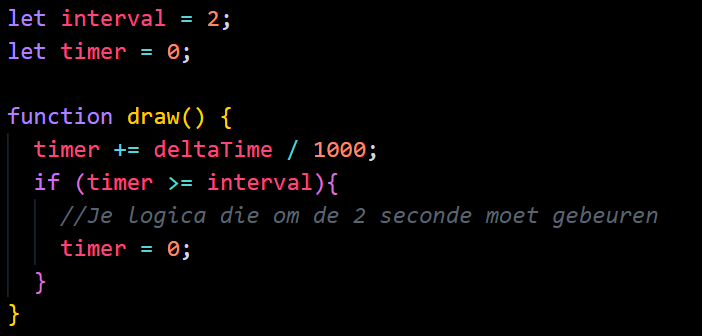 let interval = 2;
let timer = 0;
function draw() {
timer += deltaTime / 1000;
if (timer >= interval){
//Je logica die om de 2 seconde moet gebeuren
timer = 0;
}
}